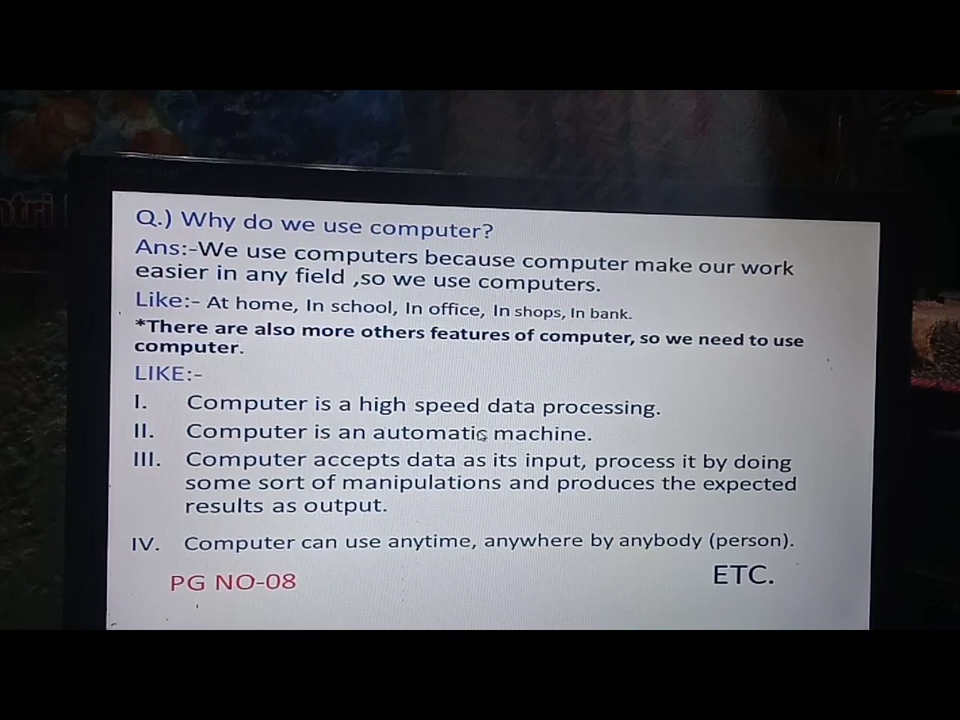 ntri
Q.) Why do we use computer?
Ans:-We use computers because computer make our work
easier in any field ,so we use computers.
Like:- At home, In school, In office, In shops, In bank.
*There are also more others features of computer, so we need to use
computer.
LIKE:-
I. Computer is a high speed data processing.
II. Computer is an automatic machine.
III. Computer accepts data as its input, process it by doing
some sort of manipulations and produces the expected
results as output.
IV. Computer can use anytime, anywhere by anybody (person).
PG NO-08 ETC.